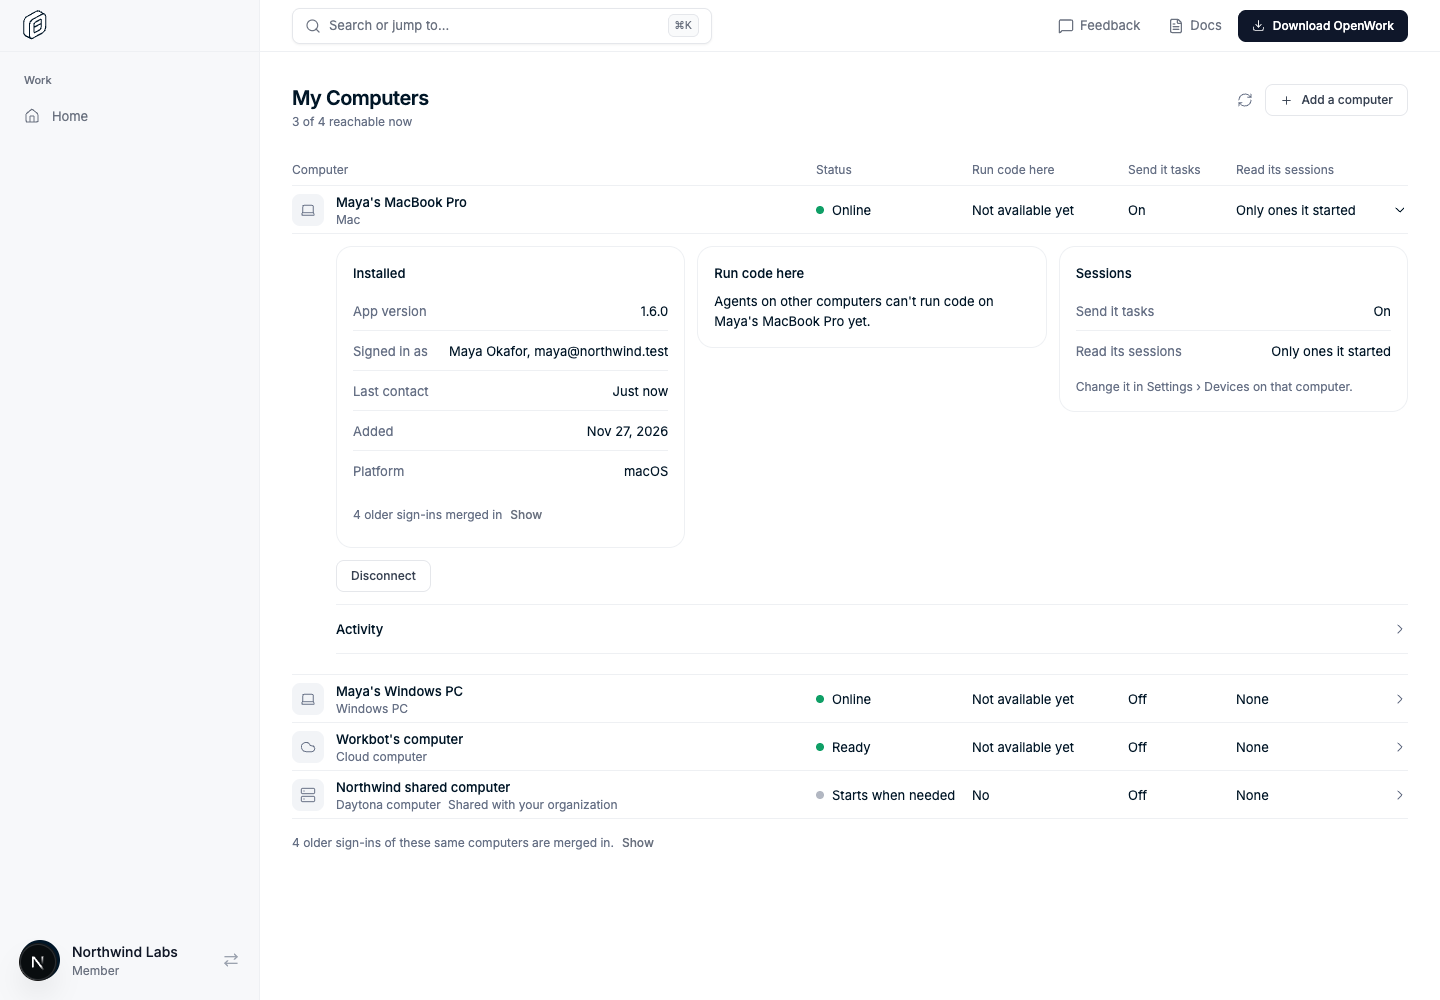 Search or jump to...
⌘K
Feedback
Docs
Download OpenWork
Work
Home
My Computers
3 of 4 reachable now
Add a computer
Computer
Status
Run code here
Send it tasks
Read its sessions
Maya's MacBook Pro
Mac
Online
Not available yet
On
Only ones it started
Installed
App version
1.6.0
Signed in as
Maya Okafor, maya@northwind.test
Last contact
Just now
Added
Nov 27, 2026
Platform
macOS
4 older sign-ins merged in Show
Run code here
Agents on other computers can't run code on
Maya's MacBook Pro yet.
Sessions
Send it tasks
On
Read its sessions
Only ones it started
Change it in Settings › Devices on that computer.
Disconnect
Activity
Maya's Windows PC
Windows PC
Online
Not available yet
Off
None
Workbot's computer
Cloud computer
Ready
Not available yet
Off
None
Northwind shared computer
Daytona computer Shared with your organization
Starts when needed
No
Off
None
4 older sign-ins of these same computers are merged in. Show
N
Northwind Labs
Member